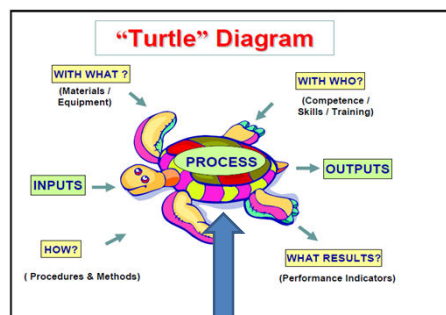 “Turtle” Diagram
WITH WHAT ?
(Materials /
Equipment)
WITH WHO?
(Competence /
Skills / Training)
PROCESS
INPUTS
OUTPUTS
HOW?
( Procedures & Methods)
WHAT RESULTS?
(Performance Indicators)